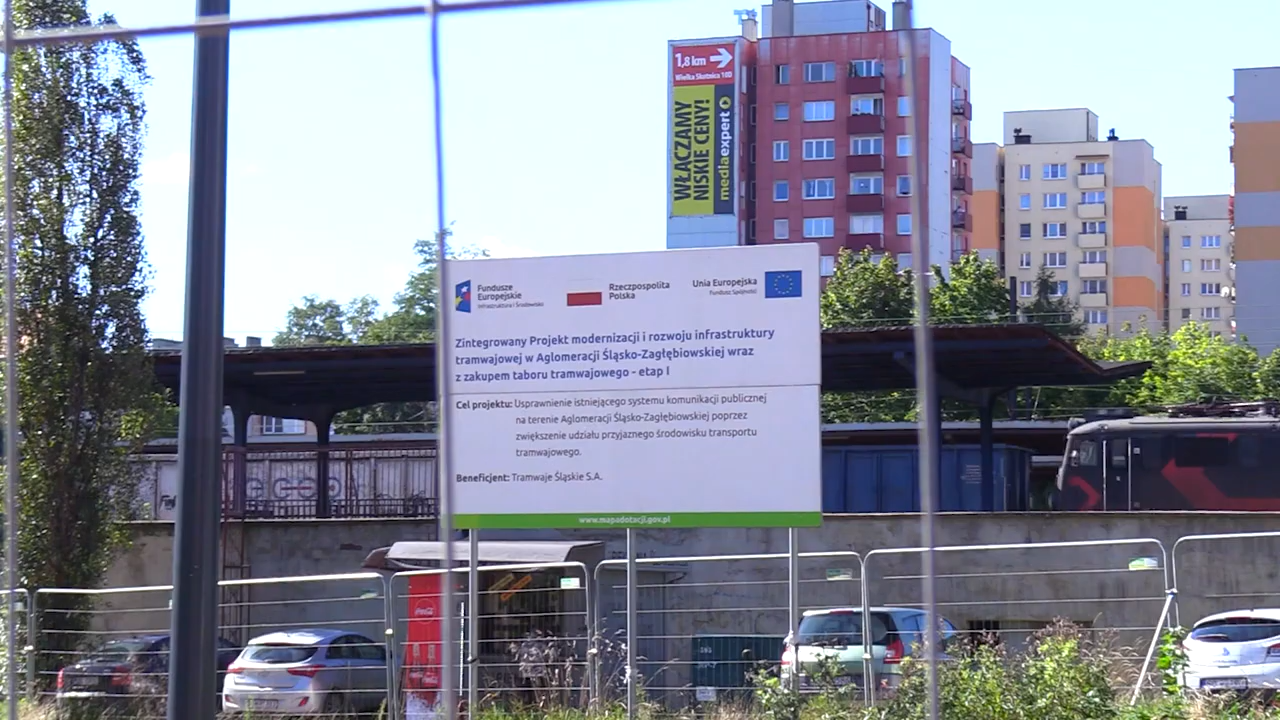 1,8 km
Wielka Skotnica 10D
WŁĄCZAMY
NISKIE CENY!
mediaexpert
Fundusze
Europejskie
Infrastruktura i Środowisko
Rzeczpospolita
Polska
Unia Europejska
Fundusz Spójności
Zintegrowany Projekt modernizacji i rozwoju infrastruktury
tramwajowej w Aglomeracji Śląsko-Zagłębiowskiej wraz
z zakupem taboru tramwajowego - etap I
Cel projektu: Usprawnienie istniejącego systemu komunikacji publicznej
na terenie Aglomeracji Śląsko-Zagłębiowskiej poprzez
zwiększenie udziału przyjaznego środowisku transportu
tramwajowego.
Beneficjent: Tramwaje Śląskie S.A.
www.mapadotacji.gov.pl
Coca-Cola